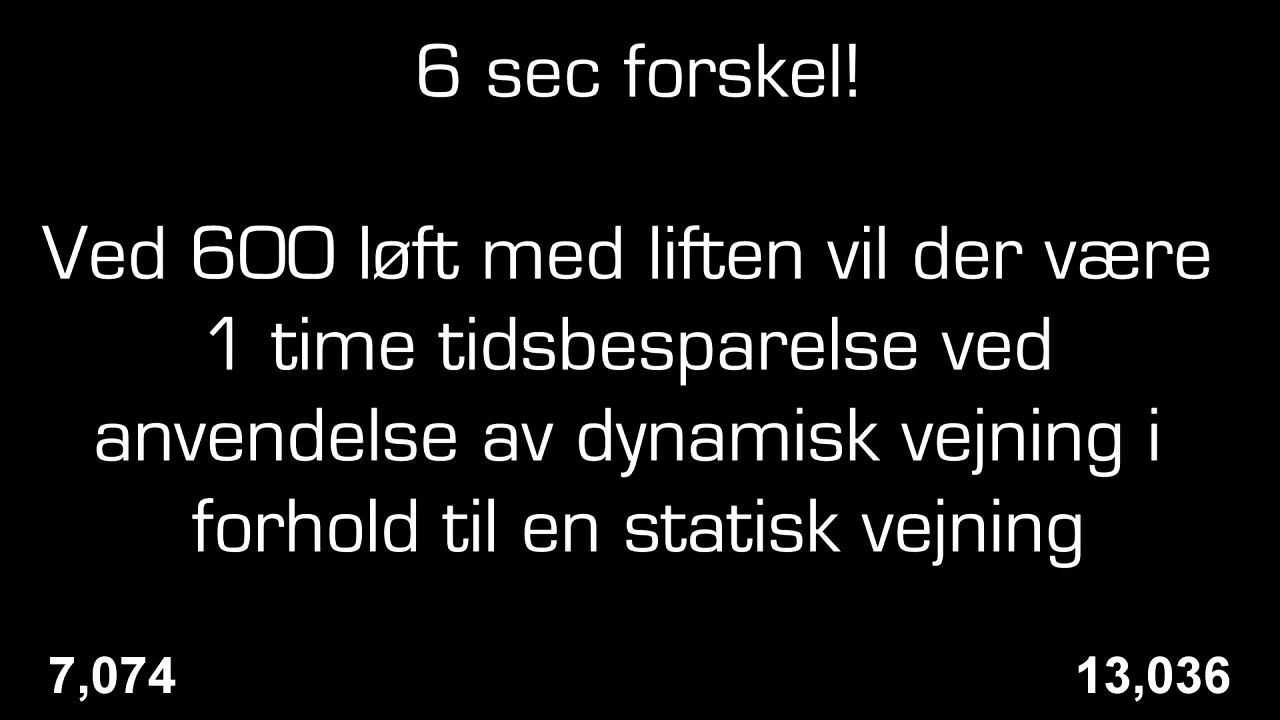 6 sec forskel!
Ved 600 løft med liften vil der være
1 time tidsbesparelse ved
anvendelse av dynamisk vejning i
forhold til en statisk vejning
7,074
13,036